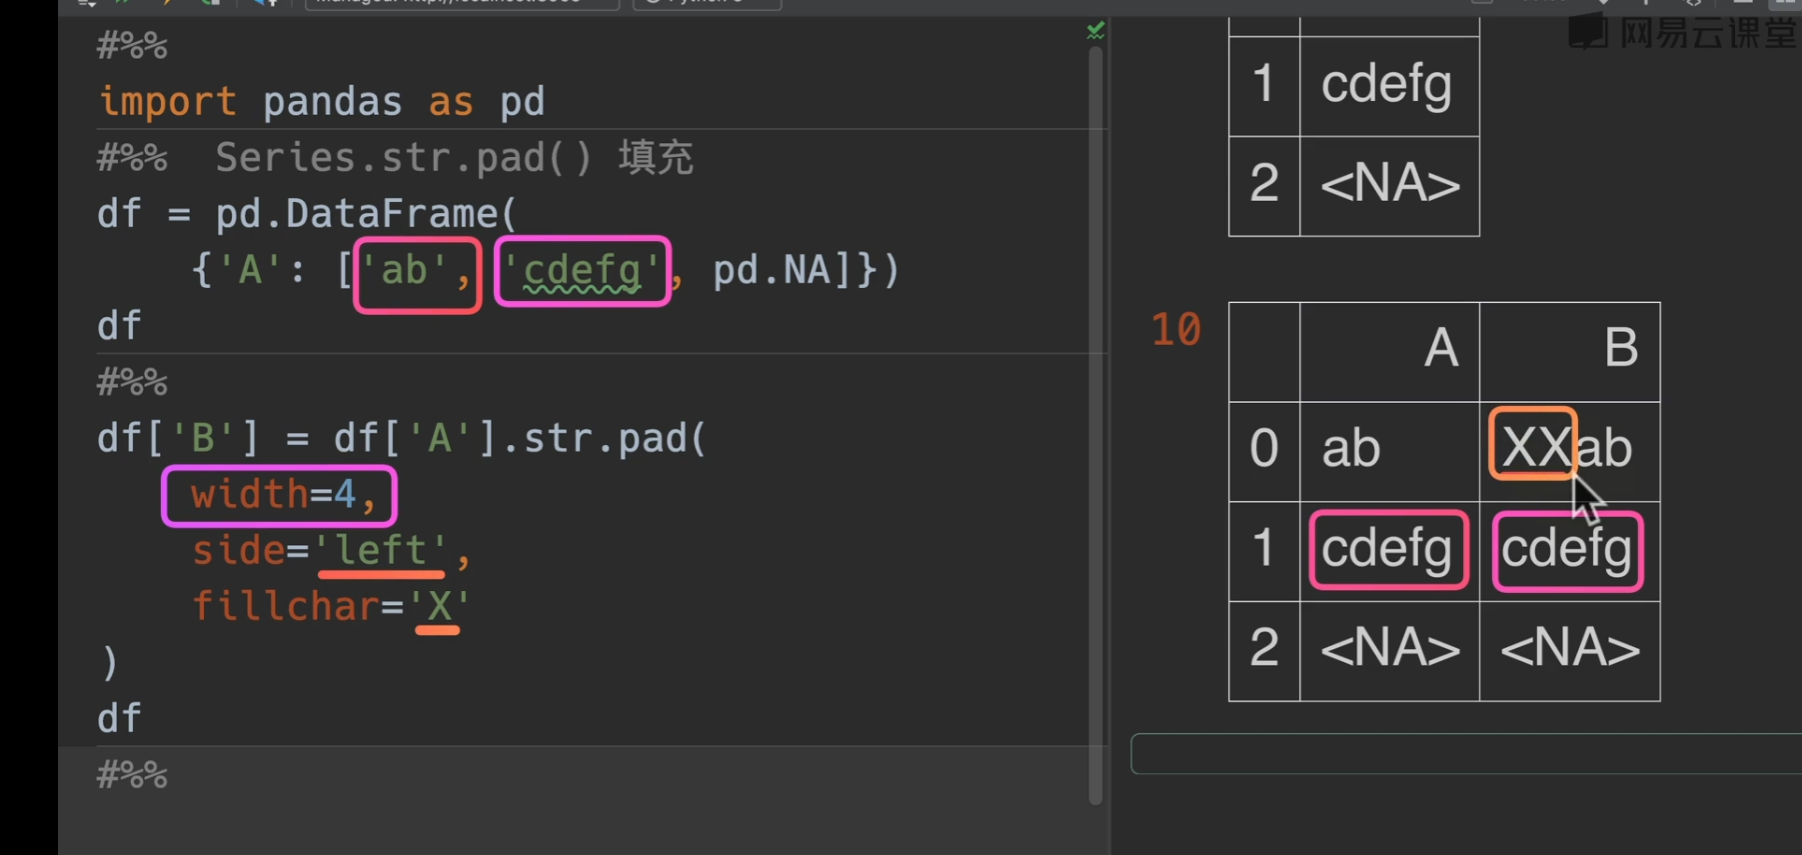 #%%
import pandas as pd
#%%  Series.str.pad() 填充
df = pd.DataFrame(
    {'A': ['ab', 'cdefg', pd.NA]})
df
#%%
df['B'] = df['A'].str.pad(
    width=4,
    side='left',
    fillchar='X'
)
df
#%%
网易云课堂
1 cdefg
2 <NA>
10
A B
0 ab XXab
1 cdefg cdefg
2 <NA> <NA>